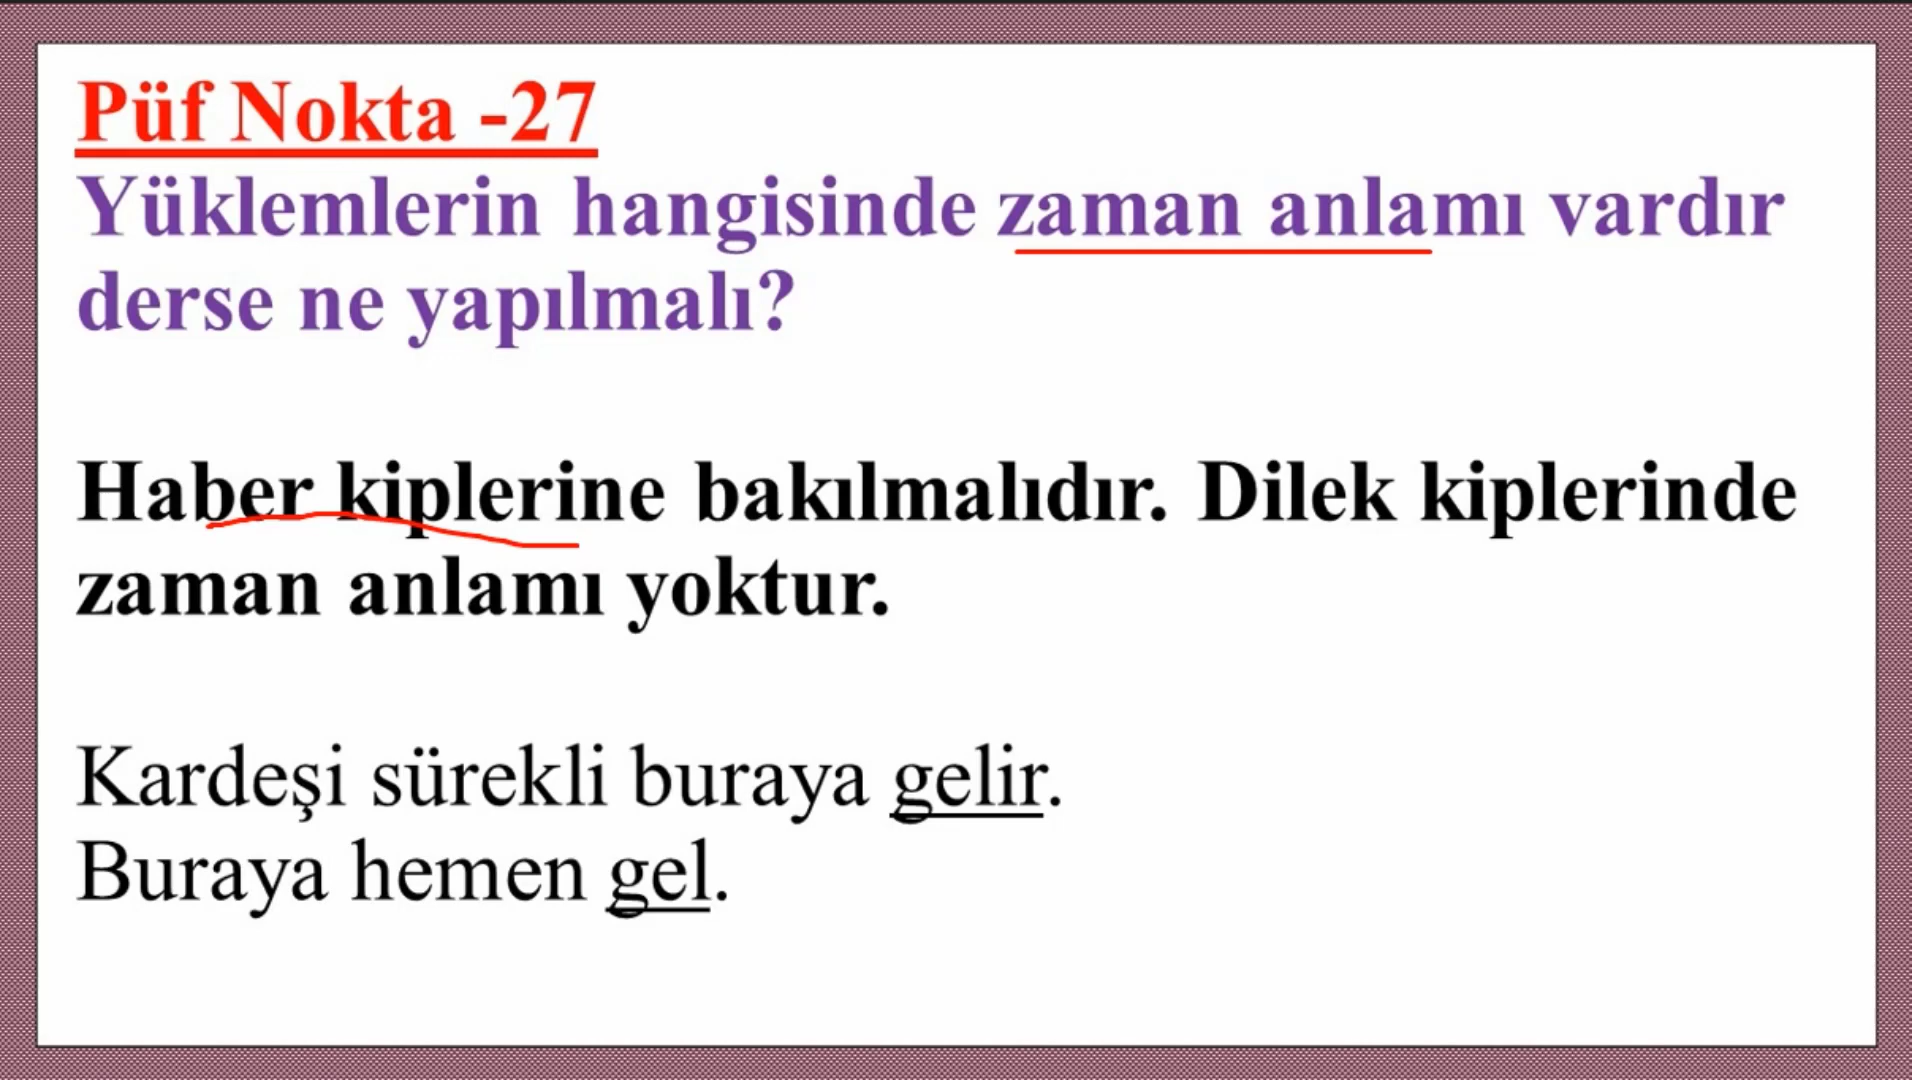 Püf Nokta -27
Yüklemlerin hangisinde zaman anlamı vardır
derse ne yapılmalı?
Haber kiplerine bakılmalıdır. Dilek kiplerinde
zaman anlamı yoktur.
Kardeşi sürekli buraya gelir.
Buraya hemen gel.